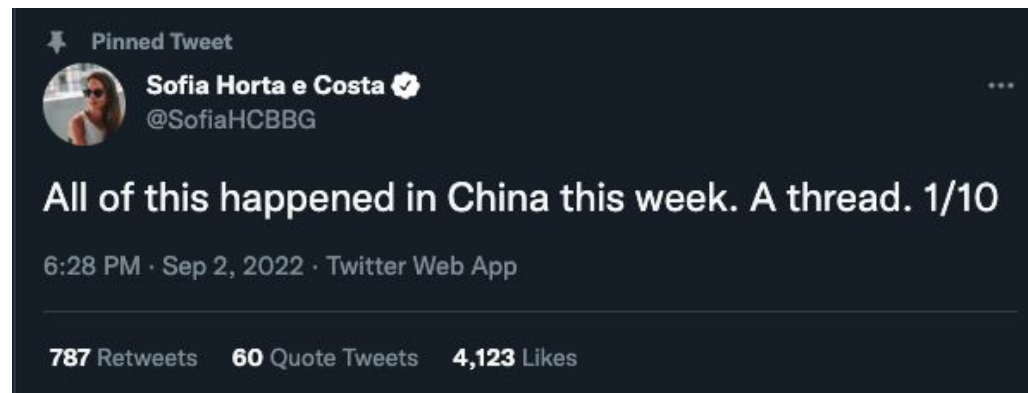 Pinned Tweet
Sofia Horta e Costa
@SofiaHCBBG
All of this happened in China this week. A thread. 1/10
6:28 PM · Sep 2, 2022 · Twitter Web App
787 Retweets 60 Quote Tweets 4,123 Likes